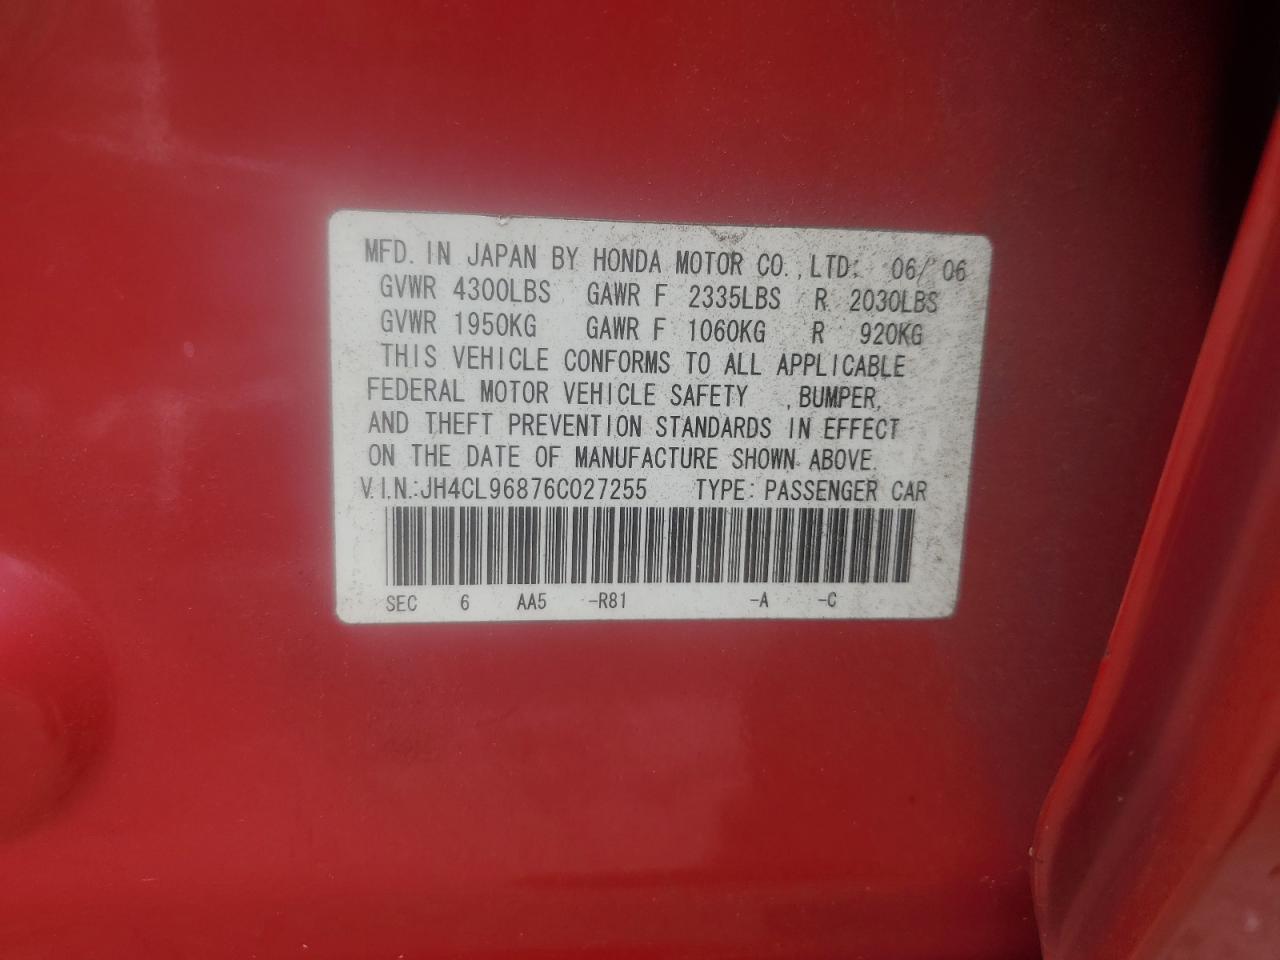 MFD. IN JAPAN BY HONDA MOTOR CO., LTD. 06/ 06
GVWR 4300LBS GAWR F 2335LBS R 2030LBS
GVWR 1950KG GAWR F 1060KG R 920KG
THIS VEHICLE CONFORMS TO ALL APPLICABLE
FEDERAL MOTOR VEHICLE SAFETY , BUMPER,
AND THEFT PREVENTION STANDARDS IN EFFECT
ON THE DATE OF MANUFACTURE SHOWN ABOVE.
V.I.N.:JH4CL96876C027255 TYPE: PASSENGER CAR
SEC 6 AA5 -R81 -A -C